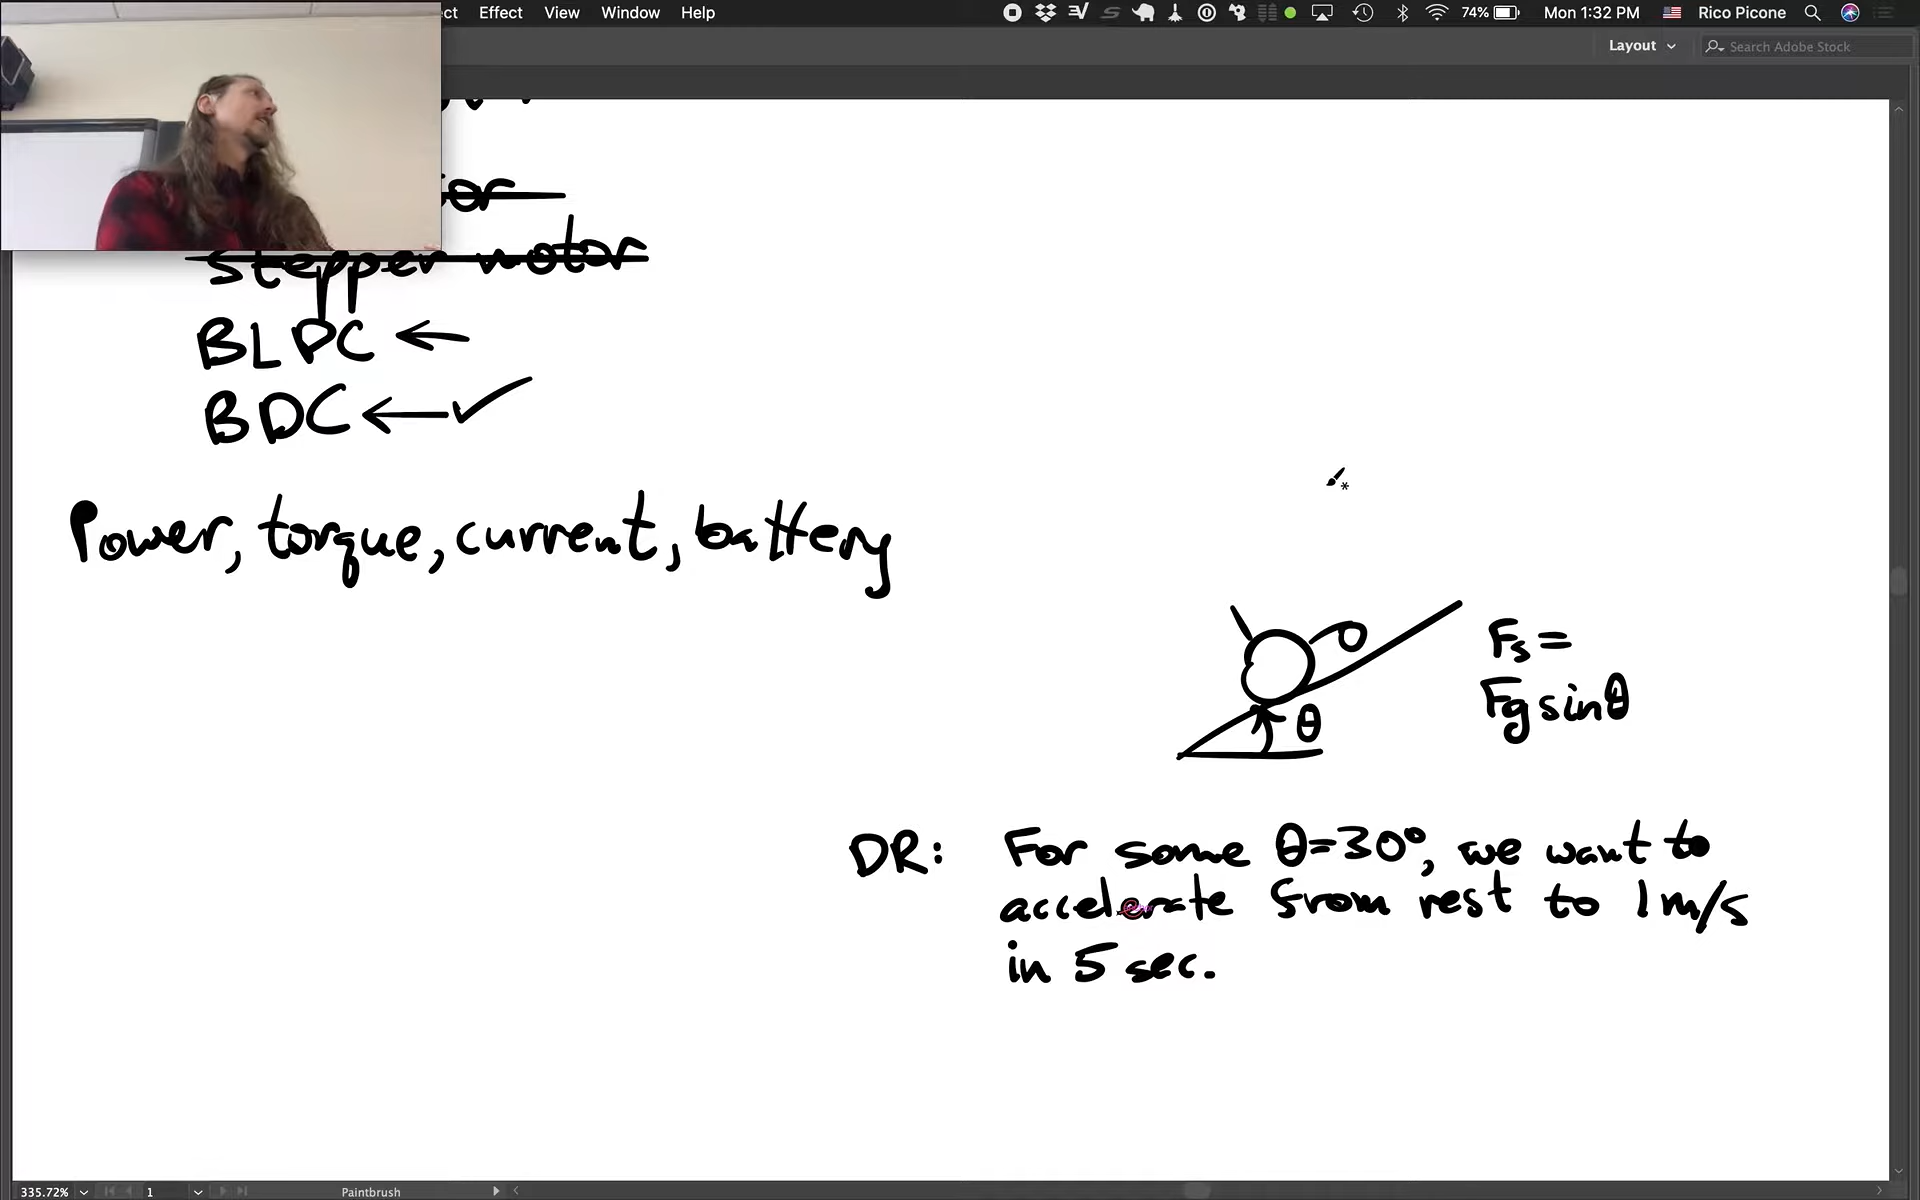 ct Effect View Window Help 74% Mon 1:32 PM Rico Picone
Layout Search Adobe Stock
stepper motor
BLDC ←
BDC ← ✓
Power, torque, current, battery
Fs =
Fg sinθ
θ
DR: For some θ=30°, we want to
accelerate from rest to 1 m/s
in 5 sec.
335.72% 1 Paintbrush